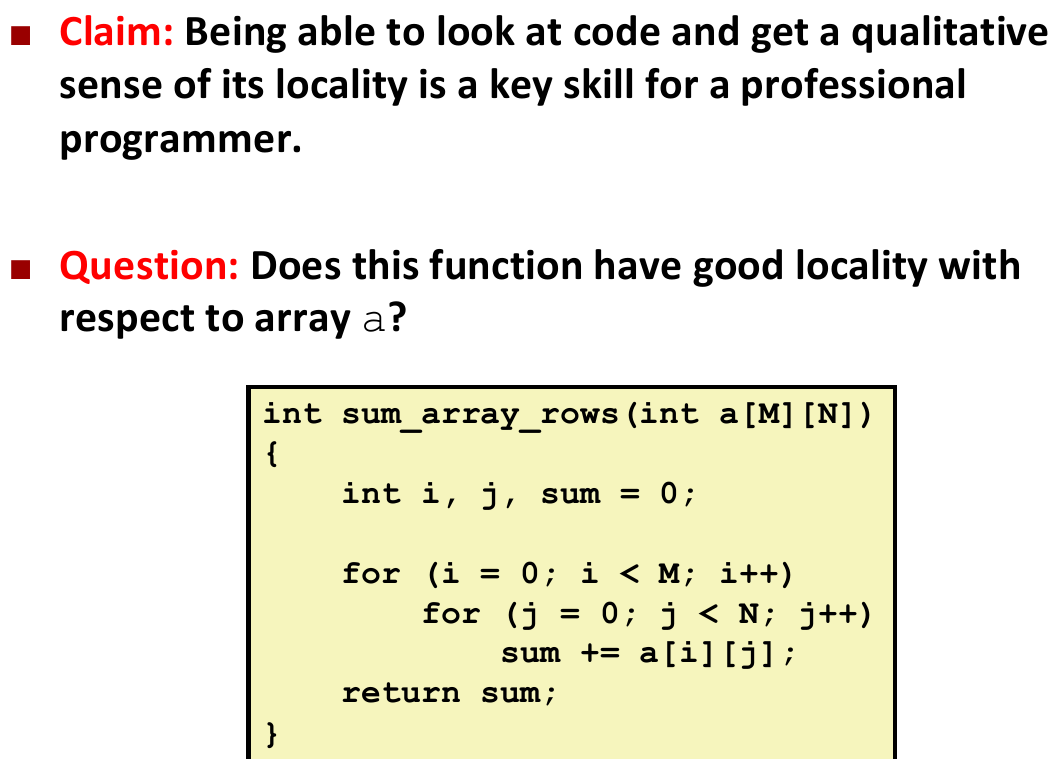 ■ Claim: Being able to look at code and get a qualitative
sense of its locality is a key skill for a professional
programmer.
■ Question: Does this function have good locality with
respect to array a?
int sum_array_rows(int a[M][N])
{
    int i, j, sum = 0;
    for (i = 0; i < M; i++)
        for (j = 0; j < N; j++)
            sum += a[i][j];
    return sum;
}